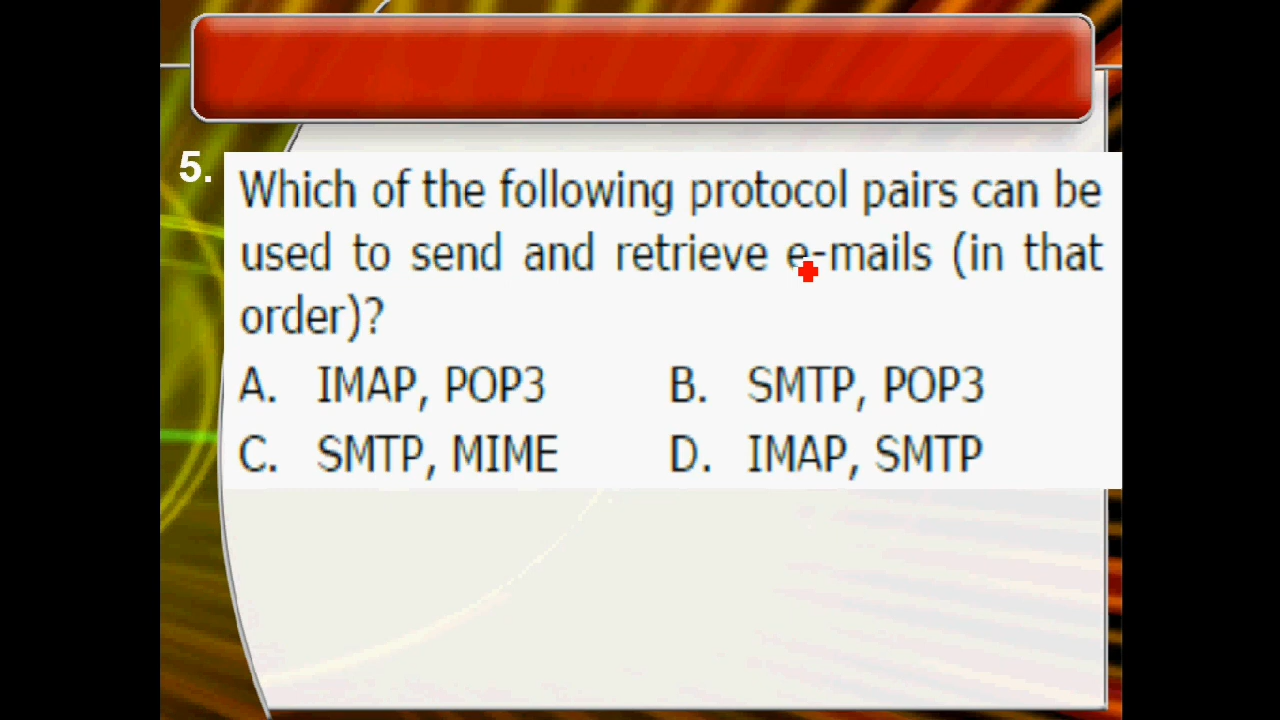 5.
Which of the following protocol pairs can be
used to send and retrieve e-mails (in that
order)?
A. IMAP, POP3 B. SMTP, POP3
C. SMTP, MIME D. IMAP, SMTP